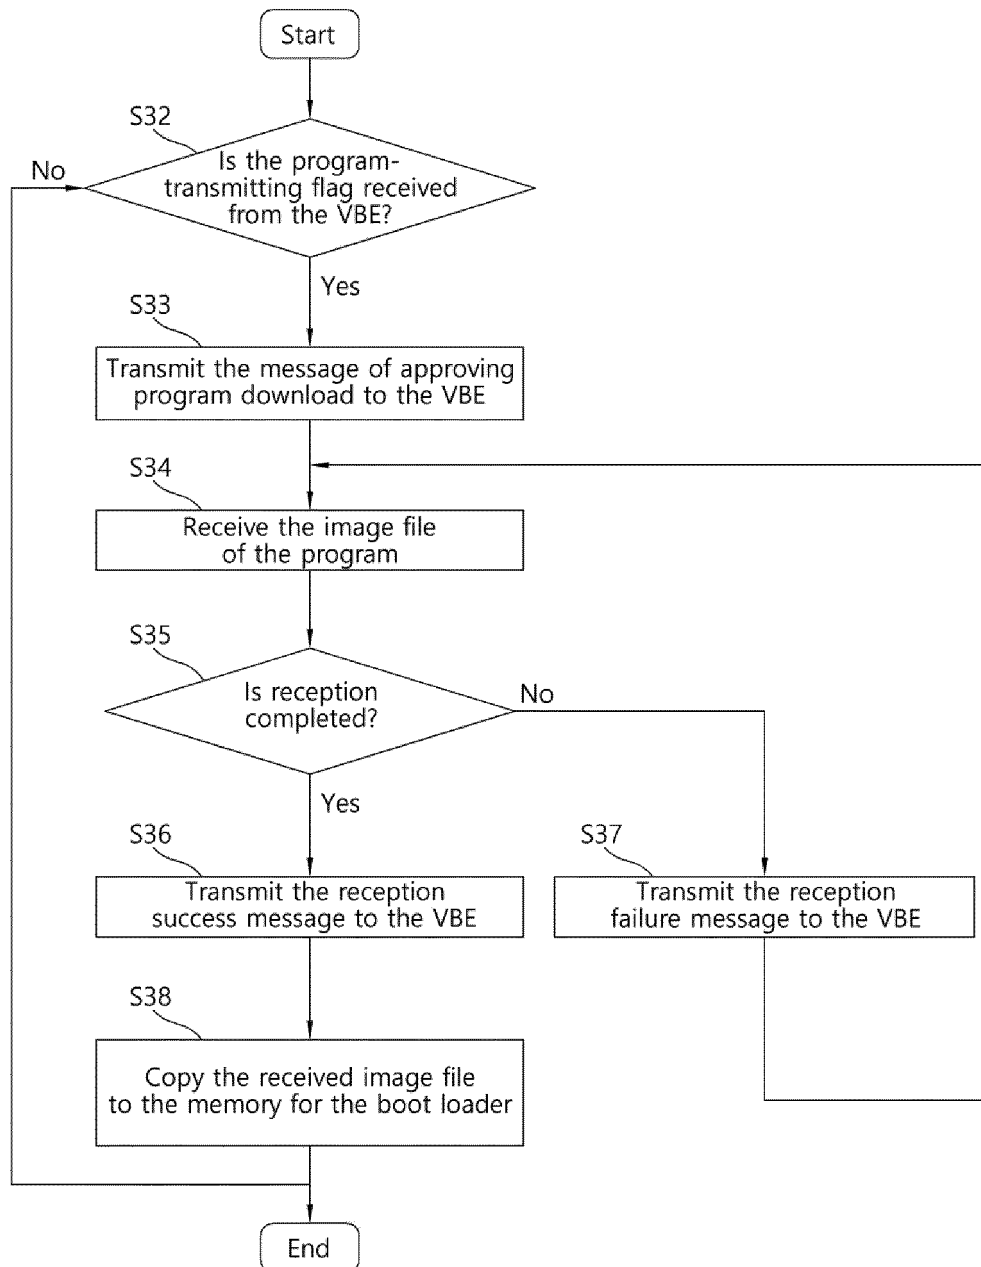 Start
S32
No
Is the program-
transmitting flag received
from the VBE?
Yes
S33
Transmit the message of approving
program download to the VBE
S34
Receive the image file
of the program
S35
Is reception
completed?
No
Yes
S36
Transmit the reception
success message to the VBE
S37
Transmit the reception
failure message to the VBE
S38
Copy the received image file
to the memory for the boot loader
End